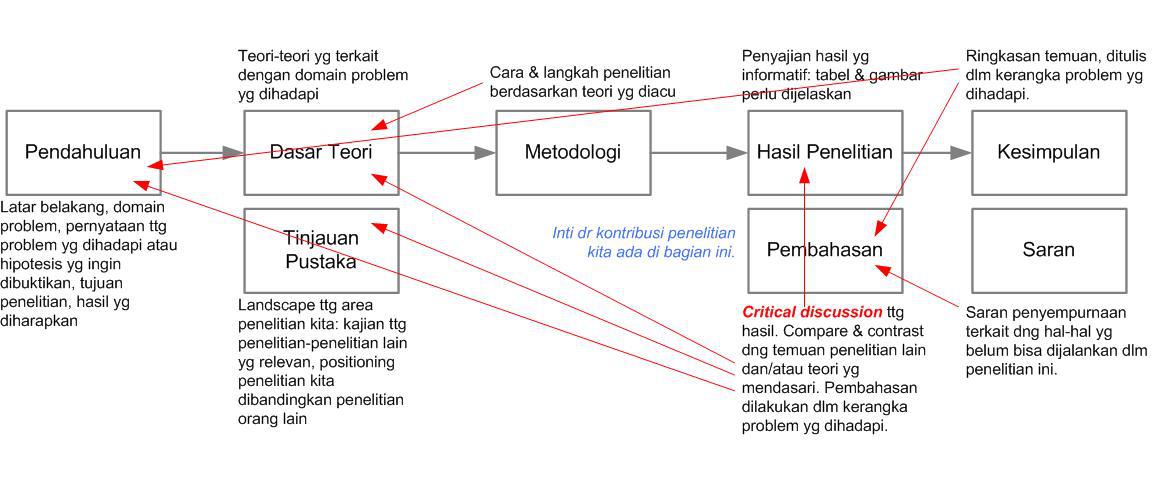 Teori-teori yg terkait
dengan domain problem
yg dihadapi
Cara & langkah penelitian
berdasarkan teori yg diacu
Penyajian hasil yg
informatif: tabel & gambar
perlu dijelaskan
Ringkasan temuan, ditulis
dlm kerangka problem yg
dihadapi.
Pendahuluan
Dasar Teori
Metodologi
Hasil Penelitian
Kesimpulan
Latar belakang, domain
problem, pernyataan ttg
problem yg dihadapi atau
hipotesis yg ingin
dibuktikan, tujuan
penelitian, hasil yg
diharapkan
Tinjauan
Pustaka
Inti dr kontribusi penelitian
kita ada di bagian ini.
Pembahasan
Saran
Landscape ttg area
penelitian kita: kajian ttg
penelitian-penelitian lain
yg relevan, positioning
penelitian kita
dibandingkan penelitian
orang lain
Critical discussion ttg
hasil. Compare & contrast
dng temuan penelitian lain
dan/atau teori yg
mendasari. Pembahasan
dilakukan dlm kerangka
problem yg dihadapi.
Saran penyempurnaan
terkait dng hal-hal yg
belum bisa dijalankan dlm
penelitian ini.